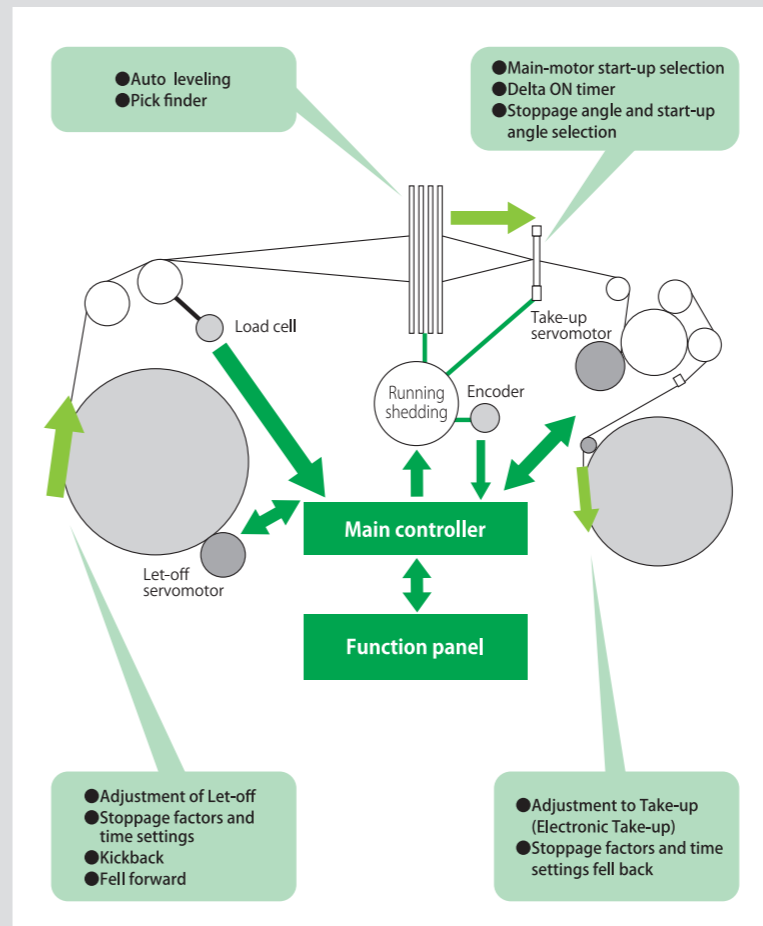 ●Auto leveling
●Pick finder
●Main-motor start-up selection
●Delta ON timer
●Stoppage angle and start-up
angle selection
Load cell
Take-up
servomotor
Running
shedding
Encoder
Main controller
Let-off
servomotor
Function panel
●Adjustment of Let-off
●Stoppage factors and
time settings
●Kickback
●Fell forward
●Adjustment to Take-up
(Electronic Take-up)
●Stoppage factors and time
settings fell back